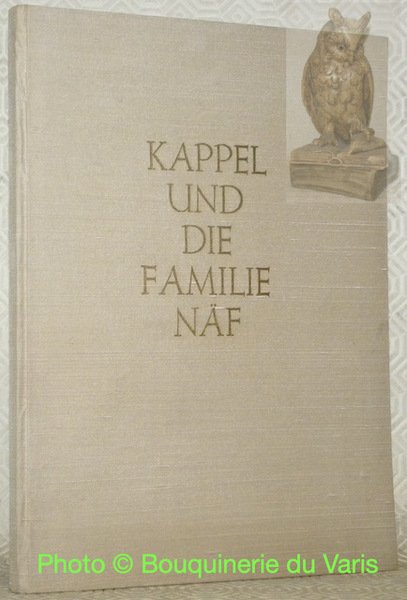 KAPPEL
UND
DIE
FAMILIE
NÄF
Photo © Bouquinerie du Varis